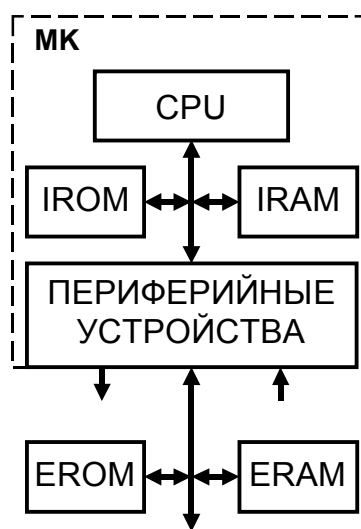 МК
CPU
IROM IRAM
ПЕРИФЕРИЙНЫЕ
УСТРОЙСТВА
EROM ERAM